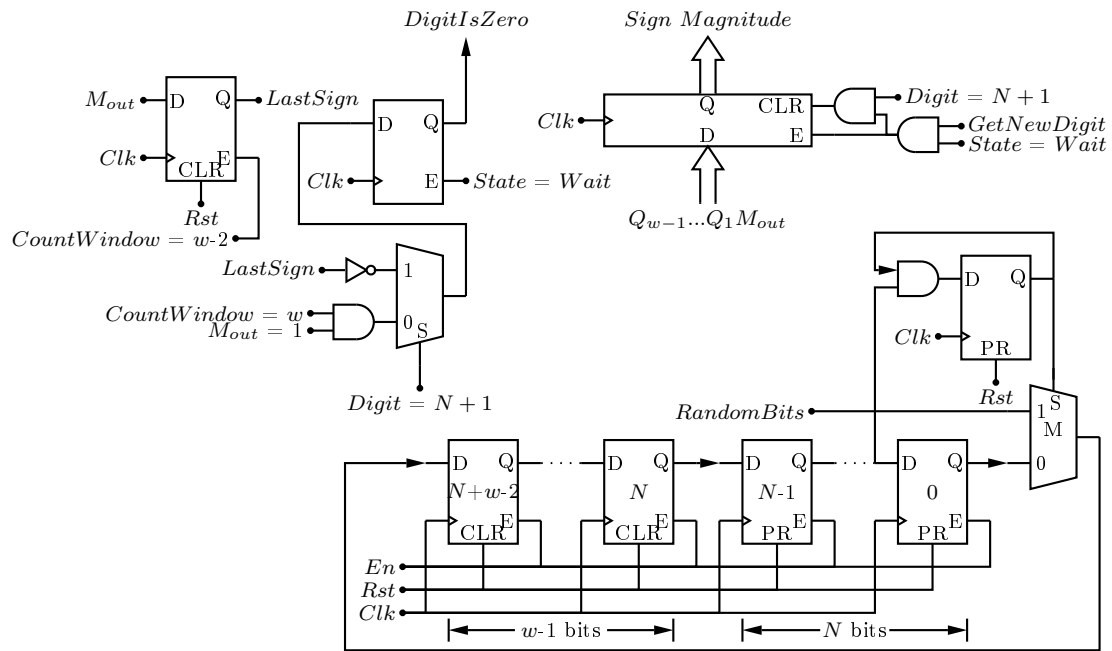 DigitIsZero
Sign Magnitude
M_out
D
Q
LastSign
Clk
E
CLR
Rst
CountWindow = w-2
D
Q
Clk
E
State = Wait
Clk
Q
CLR
D
E
Digit = N + 1
GetNewDigit
State = Wait
Q_{w-1}...Q_1M_out
LastSign
1
CountWindow = w
M_out = 1
0
S
Digit = N + 1
D
Q
Clk
PR
Rst
RandomBits
1
S
M
0
D
Q
N+w-2
E
CLR
D
Q
N
E
CLR
D
Q
N-1
E
PR
D
Q
0
E
PR
En
Rst
Clk
w-1 bits
N bits